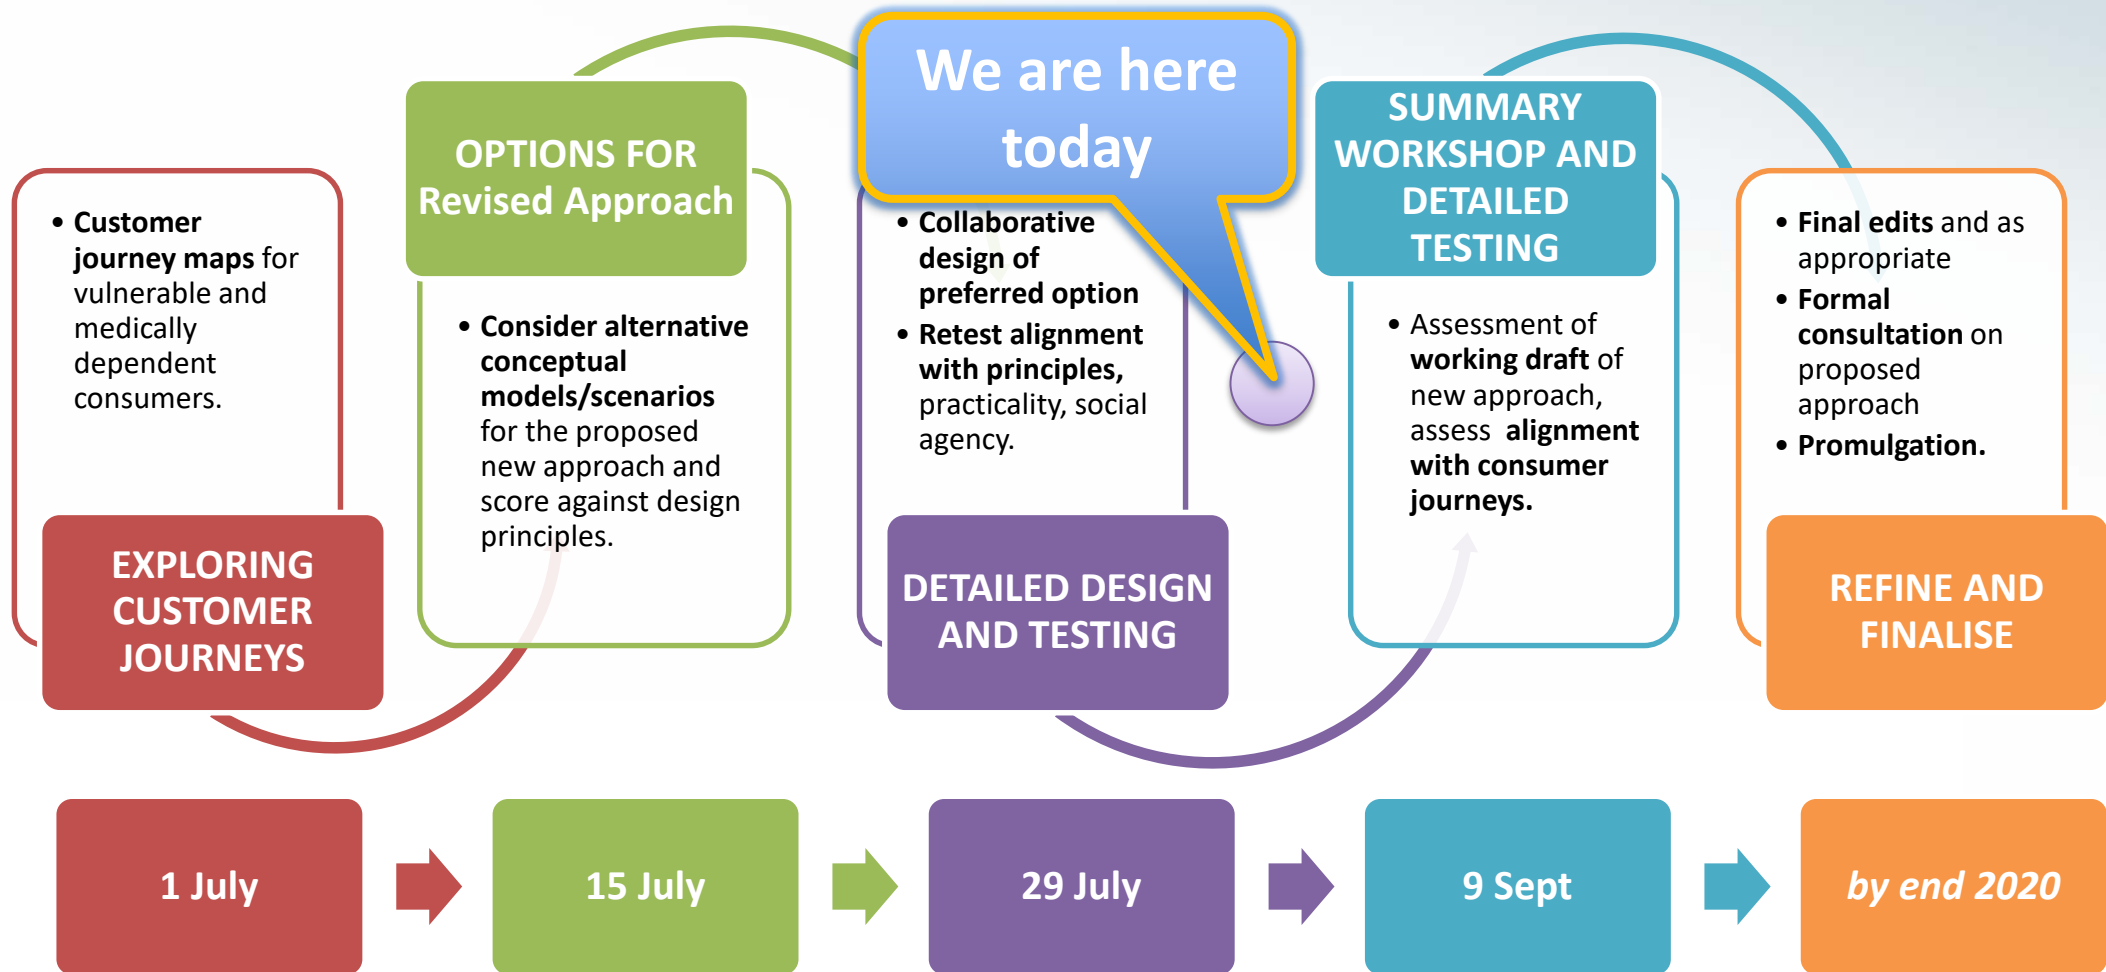 We are here
today
• Customer
journey maps for
vulnerable and
medically
dependent
consumers.
EXPLORING
CUSTOMER
JOURNEYS
OPTIONS FOR
Revised Approach
• Consider alternative
conceptual
models/scenarios
for the proposed
new approach and
score against design
principles.
• Collaborative
design of
preferred option
• Retest alignment
with principles,
practicality, social
agency.
DETAILED DESIGN
AND TESTING
SUMMARY
WORKSHOP AND
DETAILED
TESTING
• Assessment of
working draft of
new approach,
assess alignment
with consumer
journeys.
• Final edits and as
appropriate
• Formal
consultation on
proposed
approach
• Promulgation.
REFINE AND
FINALISE
1 July
15 July
29 July
9 Sept
by end 2020